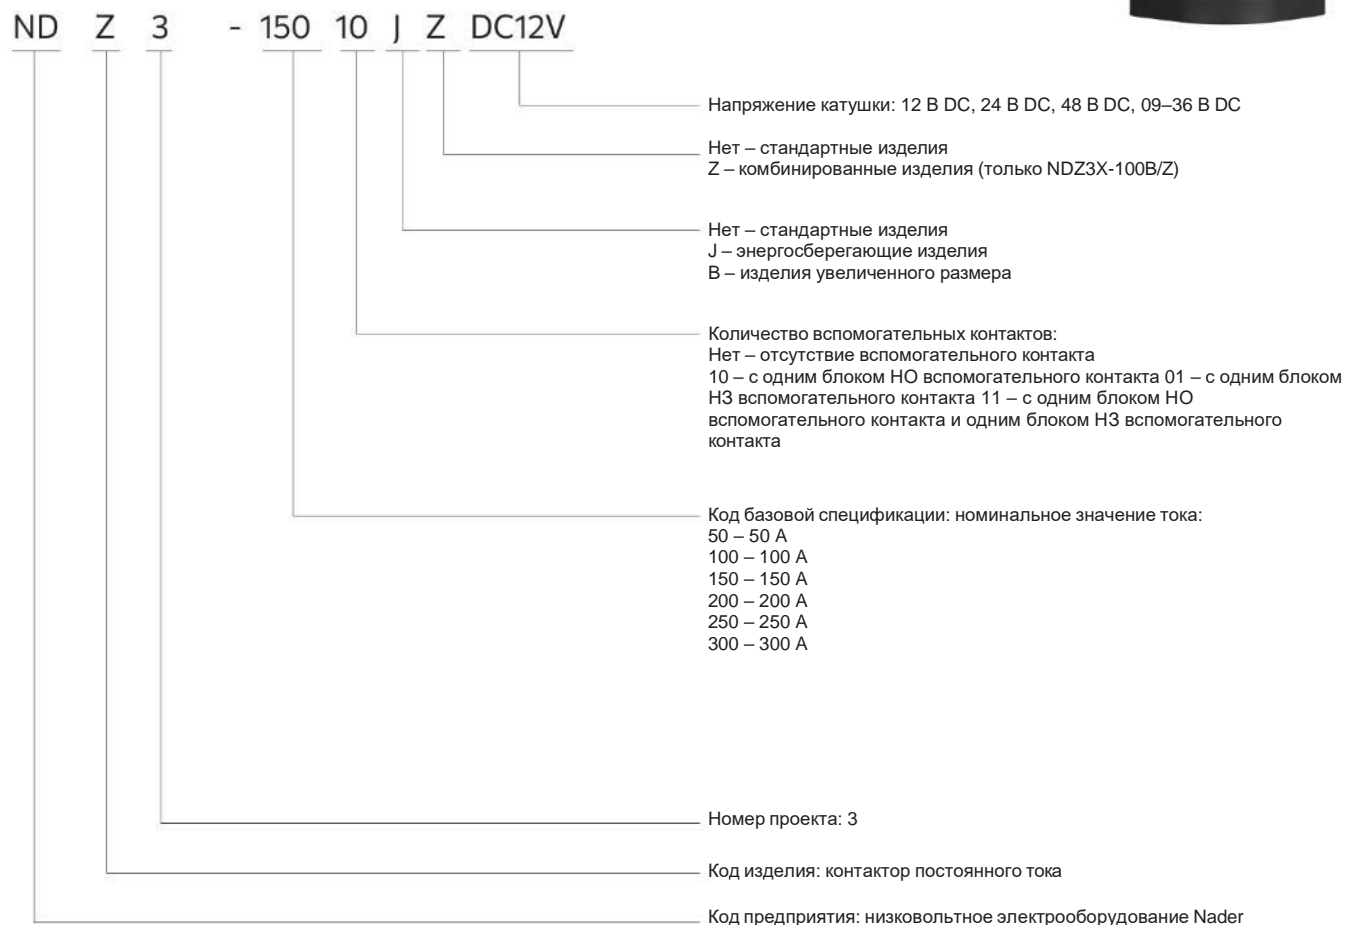 ND Z 3 - 150 10 J Z DC12V
Напряжение катушки: 12 В DC, 24 В DC, 48 В DC, 09–36 В DC
Нет – стандартные изделия
Z – комбинированные изделия (только NDZ3X-100B/Z)
Нет – стандартные изделия
J – энергосберегающие изделия
B – изделия увеличенного размера
Количество вспомогательных контактов:
Нет – отсутствие вспомогательного контакта
10 – с одним блоком НО вспомогательного контакта 01 – с одним блоком
НЗ вспомогательного контакта 11 – с одним блоком НО
вспомогательного контакта и одним блоком НЗ вспомогательного
контакта
Код базовой спецификации: номинальное значение тока:
50 – 50 А
100 – 100 А
150 – 150 А
200 – 200 А
250 – 250 А
300 – 300 А
Номер проекта: 3
Код изделия: контактор постоянного тока
Код предприятия: низковольтное электрооборудование Nader